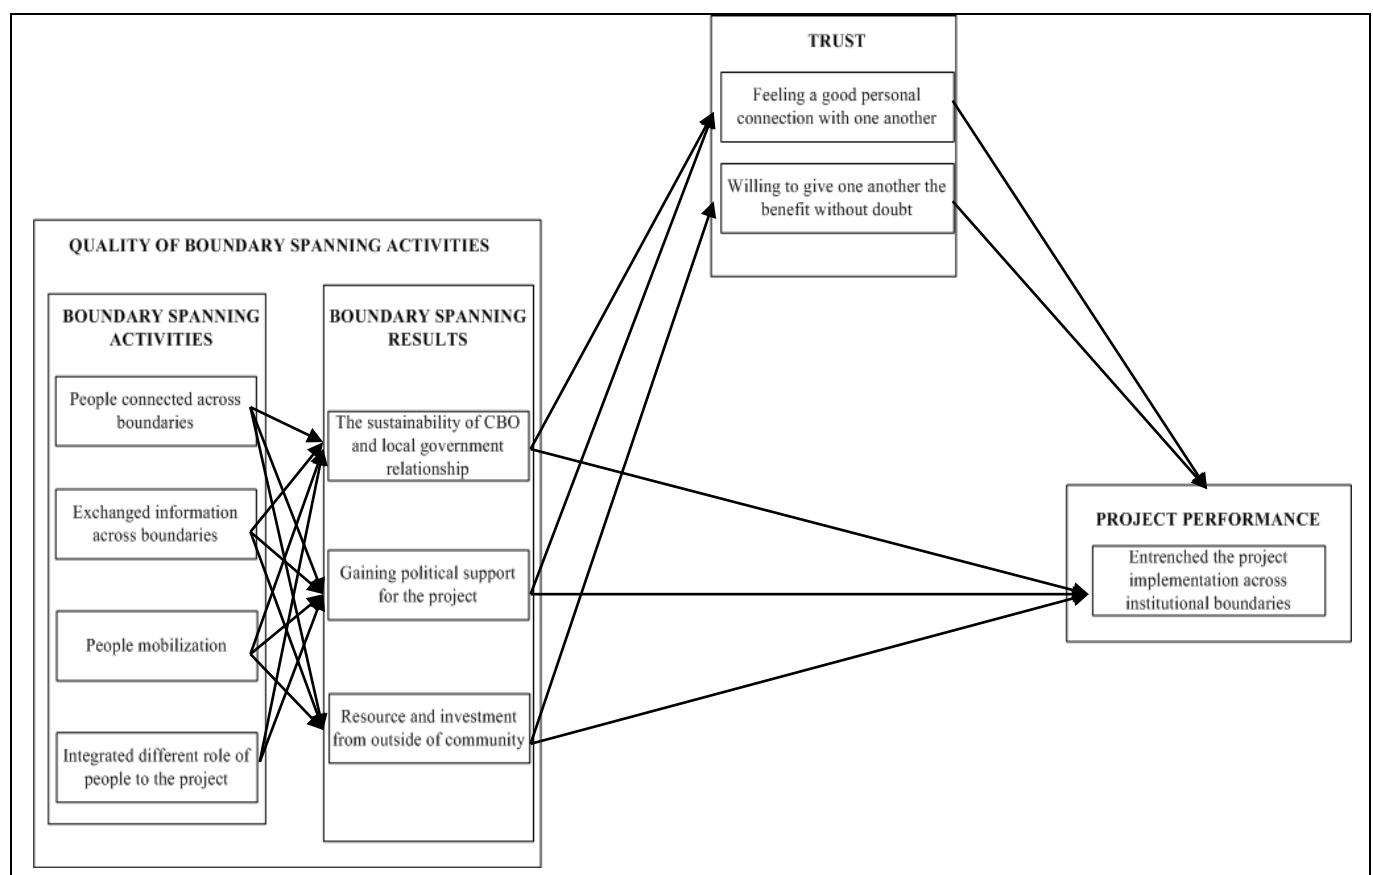 TRUST
Feeling a good personal
connection with one another
Willing to give one another the
benefit without doubt
QUALITY OF BOUNDARY SPANNING ACTIVITIES
BOUNDARY SPANNING
ACTIVITIES
People connected across
boundaries
Exchanged information
across boundaries
People mobilization
Integrated different role of
people to the project
BOUNDARY SPANNING
RESULTS
The sustainability of CBO
and local government
relationship
Gaining political support
for the project
Resource and investment
from outside of community
PROJECT PERFORMANCE
Entrenched the project
implementation across
institutional boundaries